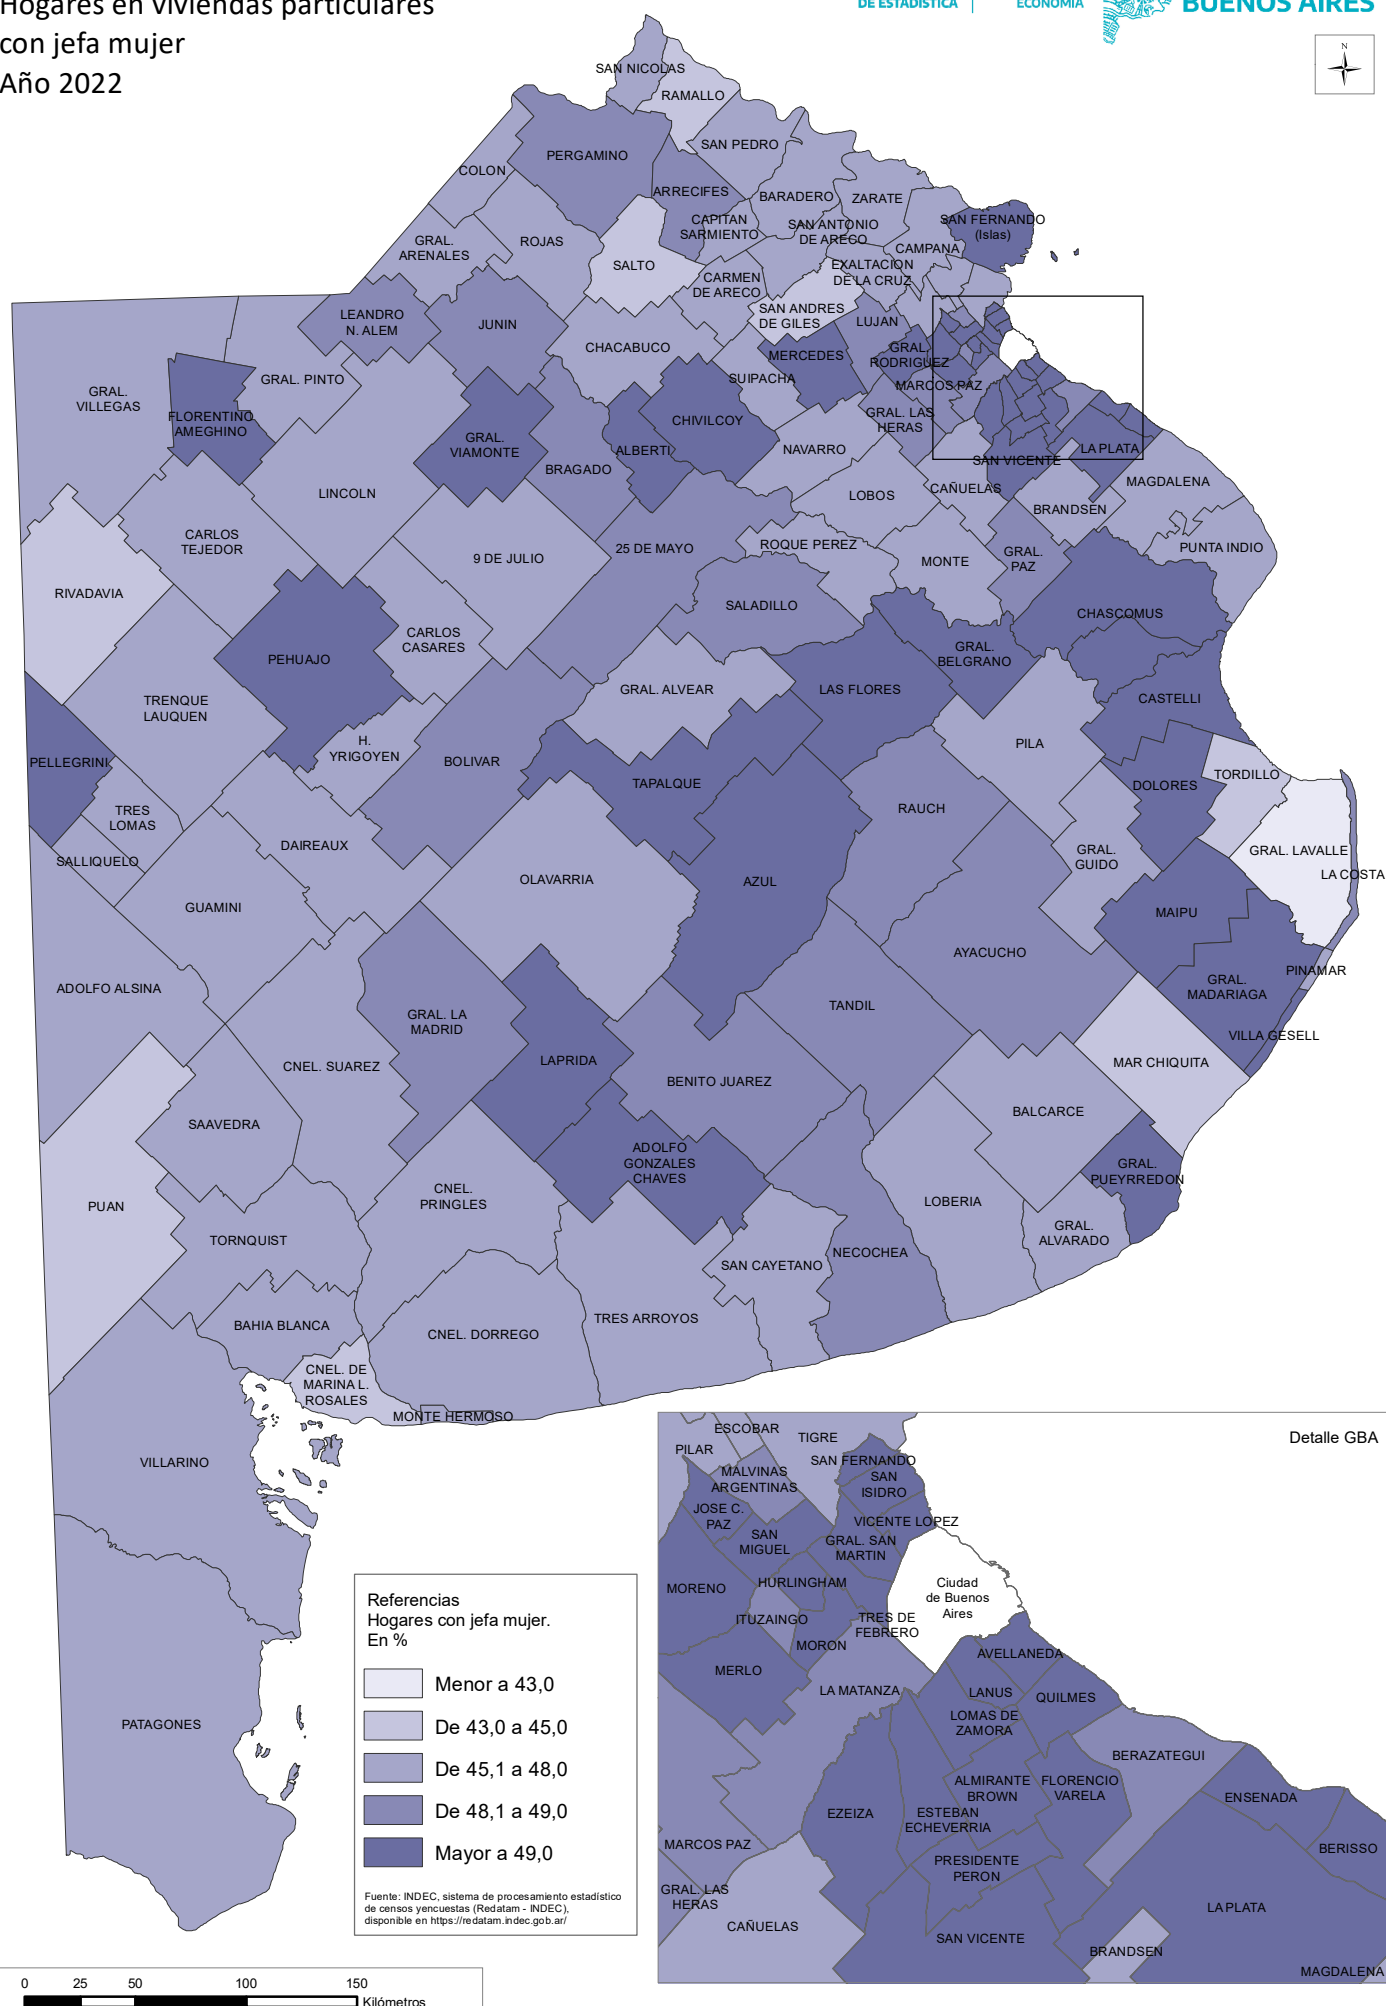 Hogares en viviendas particulares
con jefa mujer
Año 2022
DE ESTADÍSTICA
ECONOMÍA
BUENOS AIRES
N
SAN NICOLAS
RAMALLO
SAN PEDRO
PERGAMINO
COLON
ARRECIFES
BARADERO
ZARATE
CAPITAN
SARMIENTO
SAN ANTONIO
DE ARECO
SAN FERNANDO
(Islas)
GRAL.
ARENALES
ROJAS
SALTO
CAMPANA
EXALTACION
DE LA CRUZ
CARMEN
DE ARECO
SAN ANDRES
DE GILES
LEANDRO
N. ALEM
JUNIN
LUJAN
CHACABUCO
MERCEDES
GRAL.
RODRIGUEZ
GRAL. PINTO
SUIPACHA
MARCOS PAZ
GRAL.
VILLEGAS
FLORENTINO
AMEGHINO
CHIVILCOY
GRAL. LAS
HERAS
GRAL.
VIAMONTE
ALBERTI
NAVARRO
LA PLATA
SAN VICENTE
BRAGADO
LINCOLN
LOBOS
CAÑUELAS
MAGDALENA
BRANDSEN
CARLOS
TEJEDOR
9 DE JULIO
25 DE MAYO
ROQUE PEREZ
MONTE
GRAL.
PAZ
PUNTA INDIO
RIVADAVIA
SALADILLO
CHASCOMUS
CARLOS
CASARES
PEHUAJO
GRAL.
BELGRANO
GRAL. ALVEAR
LAS FLORES
CASTELLI
TRENQUE
LAUQUEN
H.
YRIGOYEN
PILA
PELLEGRINI
BOLIVAR
TAPALQUE
DOLORES
TORDILLO
TRES
LOMAS
RAUCH
DAIREAUX
GRAL.
GUIDO
GRAL. LAVALLE
SALLIQUELO
LA COSTA
OLAVARRIA
AZUL
GUAMINI
MAIPU
AYACUCHO
PINAMAR
ADOLFO ALSINA
GRAL.
MADARIAGA
TANDIL
GRAL. LA
MADRID
VILLA GESELL
LAPRIDA
MAR CHIQUITA
CNEL. SUAREZ
BENITO JUAREZ
BALCARCE
SAAVEDRA
ADOLFO
GONZALES
CHAVES
GRAL.
PUEYRREDON
CNEL.
PRINGLES
PUAN
LOBERIA
GRAL.
ALVARADO
TORNQUIST
NECOCHEA
SAN CAYETANO
BAHIA BLANCA
CNEL. DORREGO
TRES ARROYOS
CNEL. DE
MARINA L.
ROSALES
MONTE HERMOSO
VILLARINO
PATAGONES
Detalle GBA
ESCOBAR
TIGRE
PILAR
SAN FERNANDO
MALVINAS
ARGENTINAS
SAN
ISIDRO
JOSE C.
PAZ
VICENTE LOPEZ
SAN
MIGUEL
GRAL. SAN
MARTIN
MORENO
HURLINGHAM
Ciudad
de Buenos
Aires
ITUZAINGO
TRES DE
FEBRERO
MORON
AVELLANEDA
MERLO
LA MATANZA
LANUS
QUILMES
LOMAS DE
ZAMORA
BERAZATEGUI
ALMIRANTE
BROWN
FLORENCIO
VARELA
ENSENADA
EZEIZA
ESTEBAN
ECHEVERRIA
MARCOS PAZ
BERISSO
PRESIDENTE
PERON
GRAL. LAS
HERAS
LA PLATA
CAÑUELAS
SAN VICENTE
BRANDSEN
MAGDALENA
Referencias
Hogares con jefa mujer.
En %
Menor a 43,0
De 43,0 a 45,0
De 45,1 a 48,0
De 48,1 a 49,0
Mayor a 49,0
Fuente: INDEC, sistema de procesamiento estadístico
de censos yencuestas (Redatam - INDEC),
disponible en https://redatam.indec.gob.ar/
0 25 50 100 150
Kilómetros